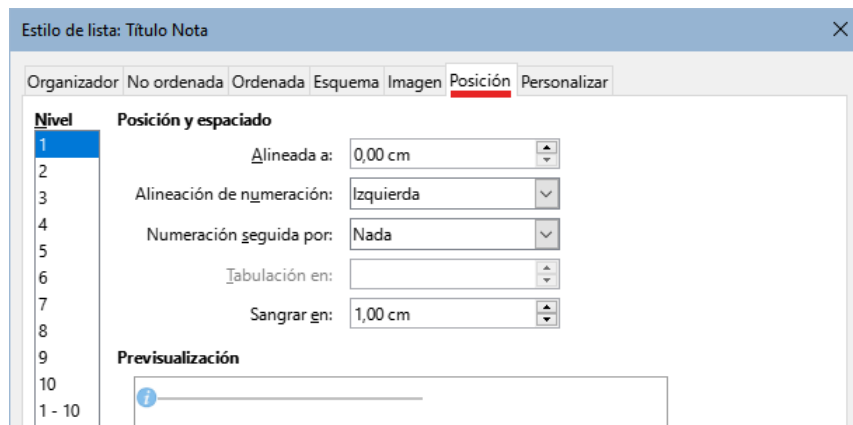 Estilo de lista: Título Nota
Organizador No ordenada Ordenada Esquema Imagen Posición Personalizar
Nivel
1
2
3
4
5
6
7
8
9
10
1 - 10
Posición y espaciado
Alineada a: 0,00 cm
Alineación de numeración: Izquierda
Numeración seguida por: Nada
Tabulación en:
Sangrar en: 1,00 cm
Previsualización
i